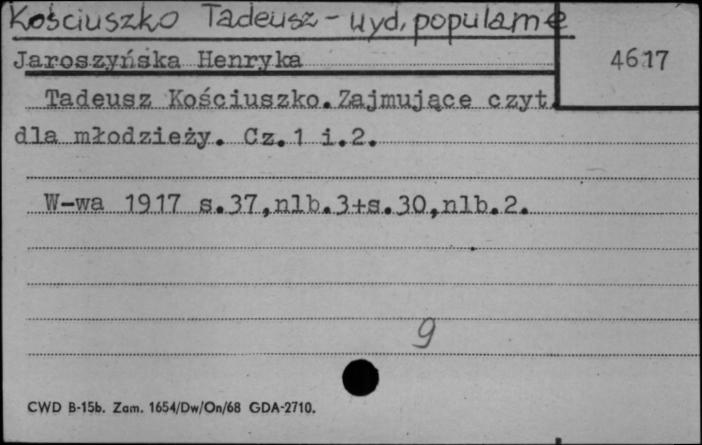 Kościuszko Tadeusz - wyd. popularne
Jaroszyńska Henryka
4617
Tadeusz Kościuszko. Zajmujące czyt.
dla młodzieży. Cz.1 i.2.
W-wa 1917 s.37,nlb.3+s.30,nlb.2.
9
CWD B-15b. Zam. 1654/Dw/On/68 GDA-2710.